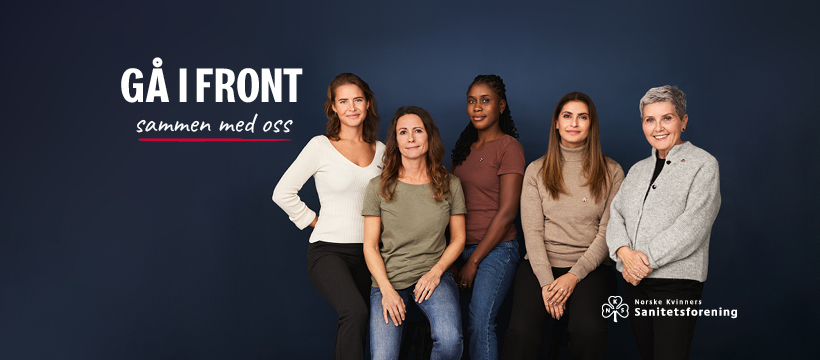 GÅ I FRONT
sammen med oss
K
N S
Norske Kvinners
Sanitetsforening